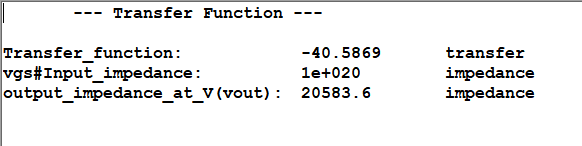 --- Transfer Function ---
Transfer_function: -40.5869 transfer
vgs#Input_impedance: 1e+020 impedance
output_impedance_at_V(vout): 20583.6 impedance